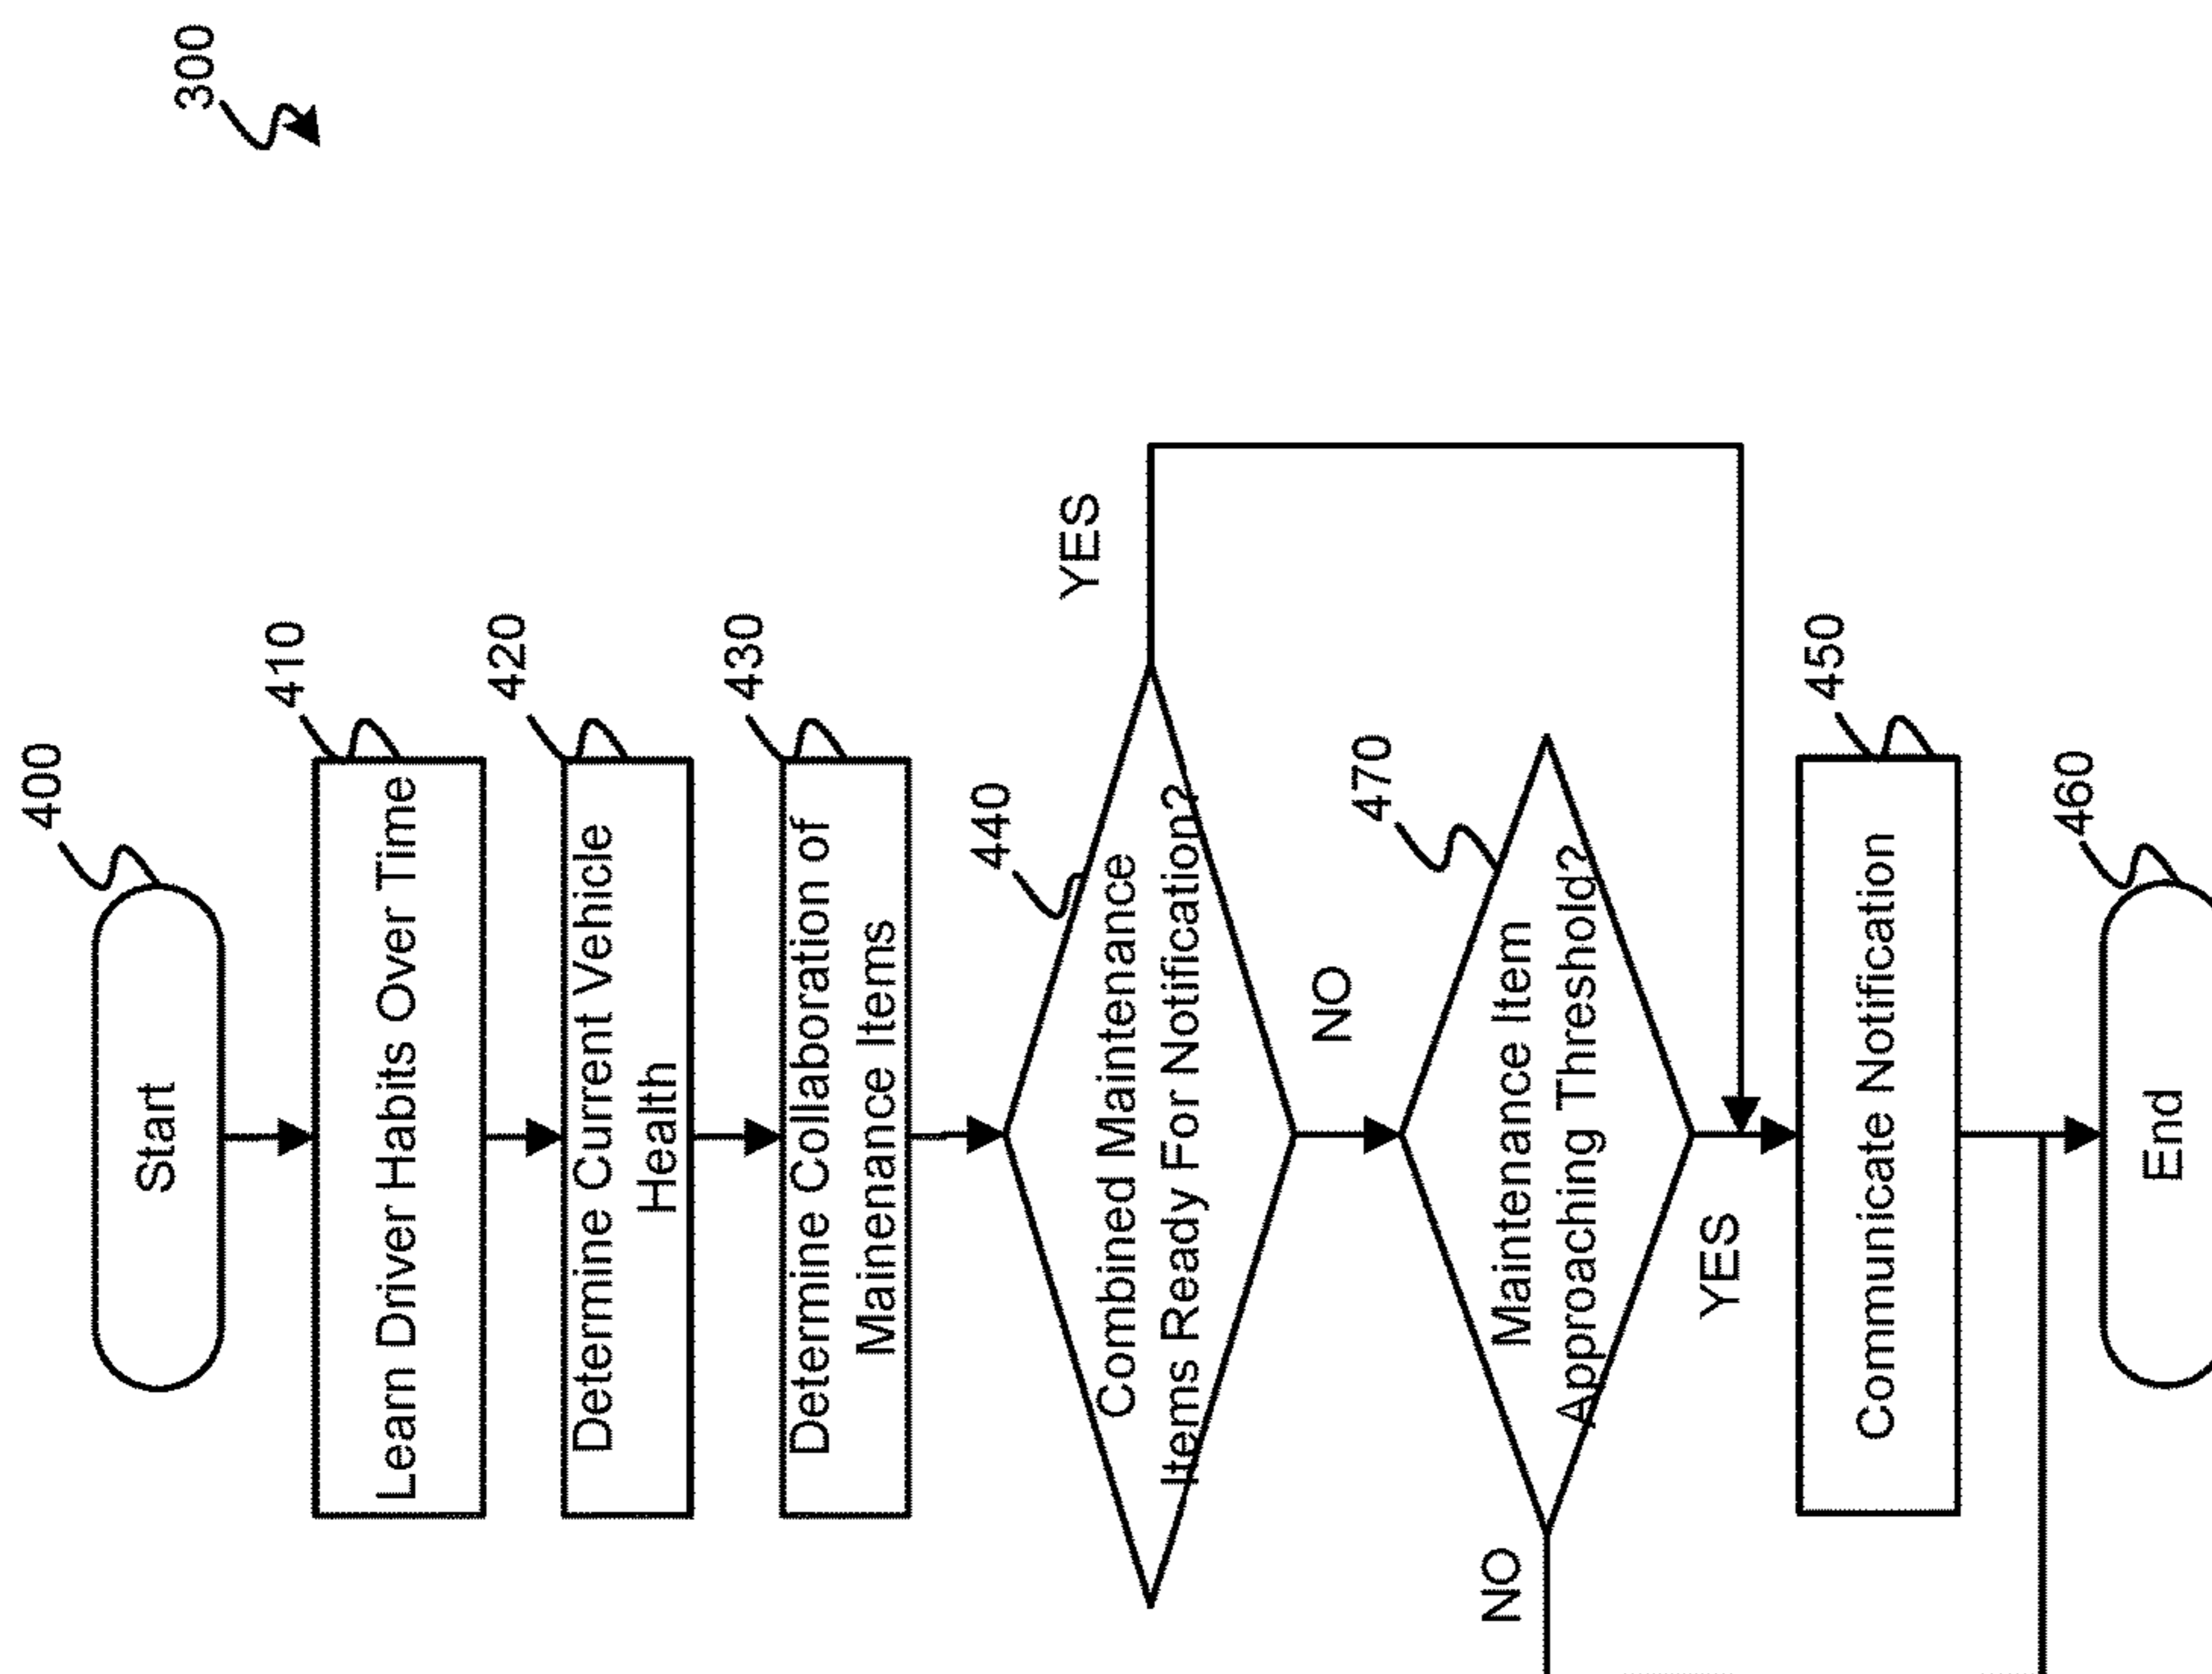 300
400
Start
410
Learn Driver Habits Over Time
420
Determine Current Vehicle
Health
430
Determine Collaboration of
Mainenance Items
440
Combined Maintenance
Items Ready For Notification?
YES
NO
470
Maintenance Item
Approaching Threshold?
NO
YES
450
Communicate Notification
460
End